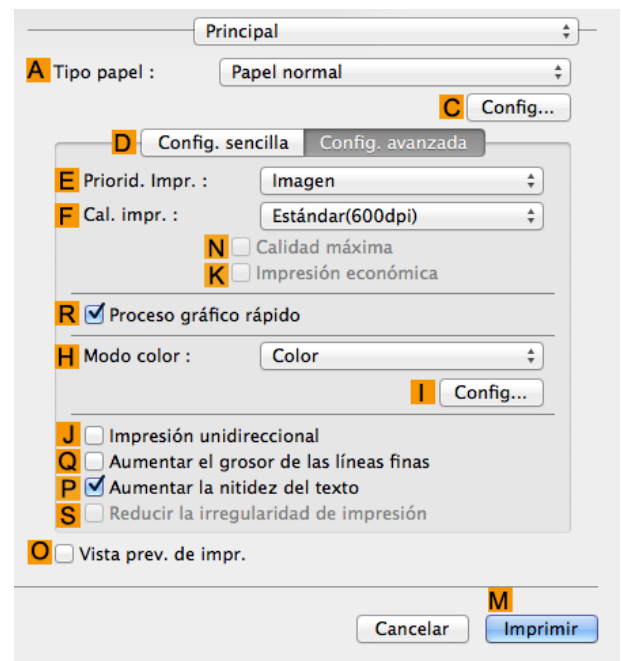 Principal
A Tipo papel : Papel normal
C Config...
D Config. sencilla Config. avanzada
E Priorid. Impr. : Imagen
F Cal. impr. : Estándar(600dpi)
N Calidad máxima
K Impresión económica
R Proceso gráfico rápido
H Modo color : Color
I Config...
J Impresión unidireccional
Q Aumentar el grosor de las líneas finas
P Aumentar la nitidez del texto
S Reducir la irregularidad de impresión
O Vista prev. de impr.
M
Cancelar Imprimir